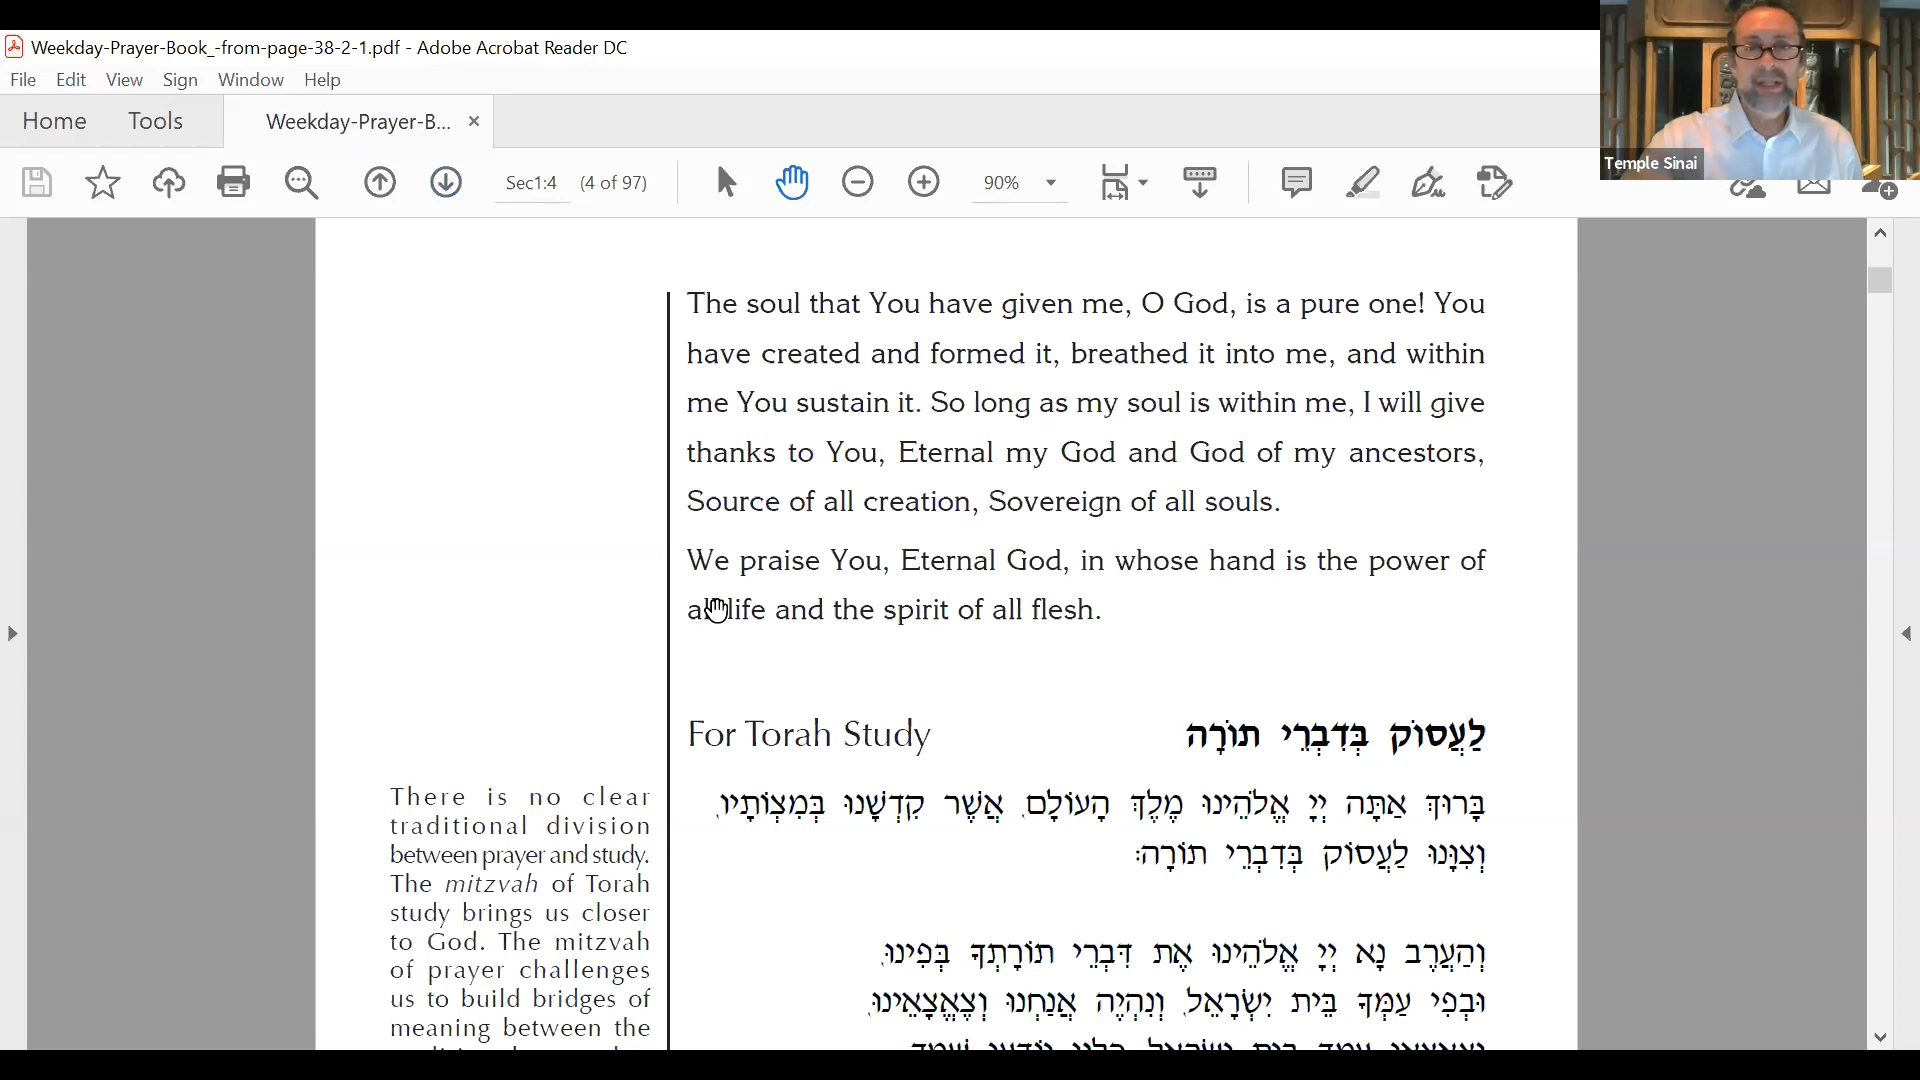 Weekday-Prayer-Book_-from-page-38-2-1.pdf - Adobe Acrobat Reader DC
File Edit View Sign Window Help
Home Tools Weekday-Prayer-B... ×
Sec1:4 (4 of 97) 90%
Temple Sinai
The soul that You have given me, O God, is a pure one! You
have created and formed it, breathed it into me, and within
me You sustain it. So long as my soul is within me, I will give
thanks to You, Eternal my God and God of my ancestors,
Source of all creation, Sovereign of all souls.
We praise You, Eternal God, in whose hand is the power of
all life and the spirit of all flesh.
For Torah Study
לַעֲסוֹק בְּדִבְרֵי תוֹרָה
בָּרוּךְ אַתָּה יְיָ אֱלֹהֵינוּ מֶלֶךְ הָעוֹלָם, אֲשֶׁר קִדְּשָׁנוּ בְּמִצְוֹתָיו,
וְצִוָּנוּ לַעֲסוֹק בְּדִבְרֵי תוֹרָה:
וְהַעֲרֶב נָא יְיָ אֱלֹהֵינוּ אֶת דִּבְרֵי תוֹרָתְךָ בְּפִינוּ,
וּבְפִי עַמְּךָ בֵּית יִשְׂרָאֵל, וְנִהְיֶה אֲנַחְנוּ וְצֶאֱצָאֵינוּ,
There is no clear
traditional division
between prayer and study.
The mitzvah of Torah
study brings us closer
to God. The mitzvah
of prayer challenges
us to build bridges of
meaning between the